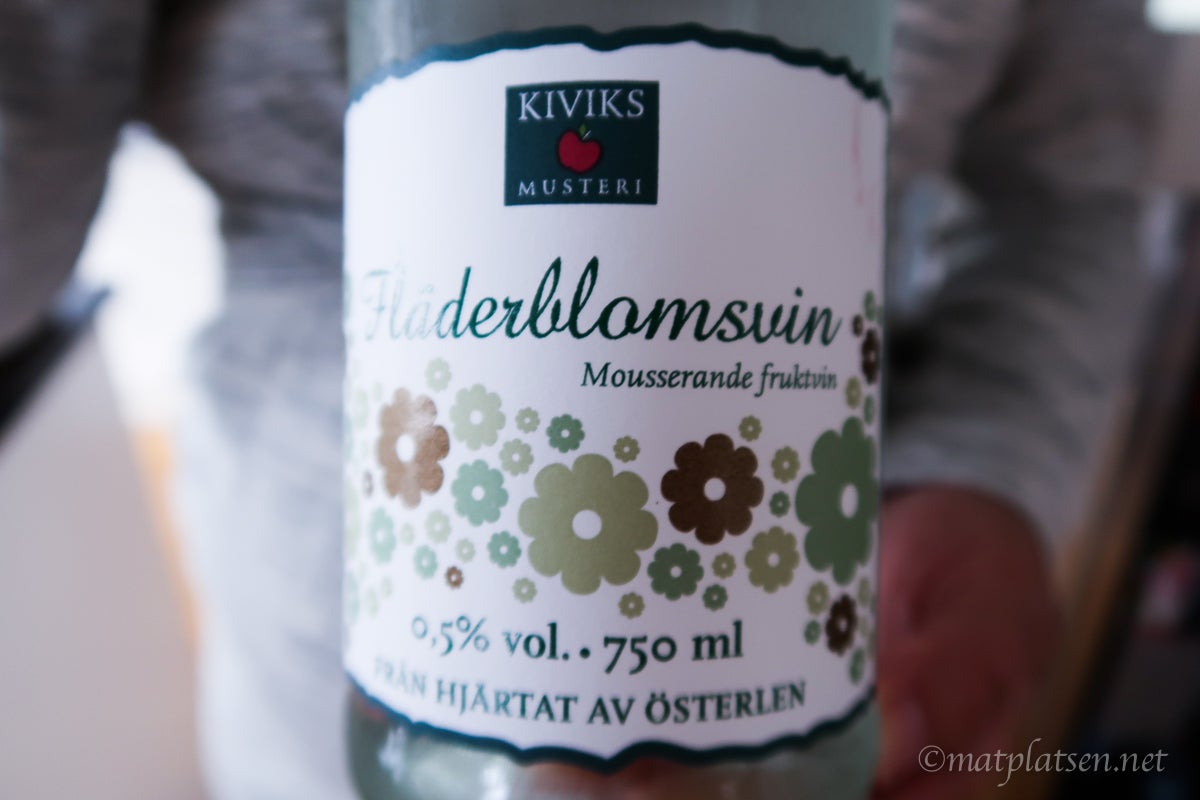 KIVIKS
MUSTERI
Fläderblomsvin
Mousserande fruktvin
0,5% vol. • 750 ml
FRÅN HJÄRTAT AV ÖSTERLEN
©matplatsen.net